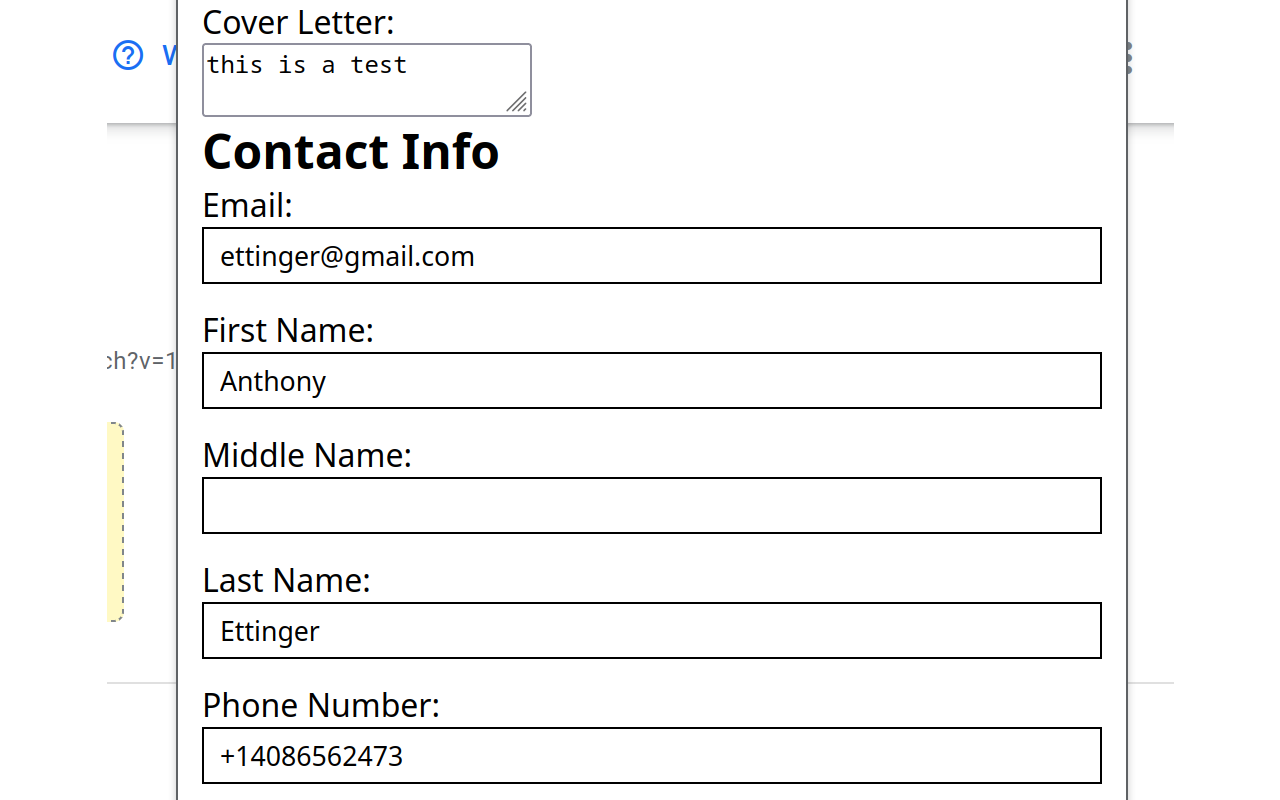 Cover Letter:
this is a test
Contact Info
Email:
ettinger@gmail.com
First Name:
Anthony
ch?v=1
Middle Name:
Last Name:
Ettinger
Phone Number:
+14086562473